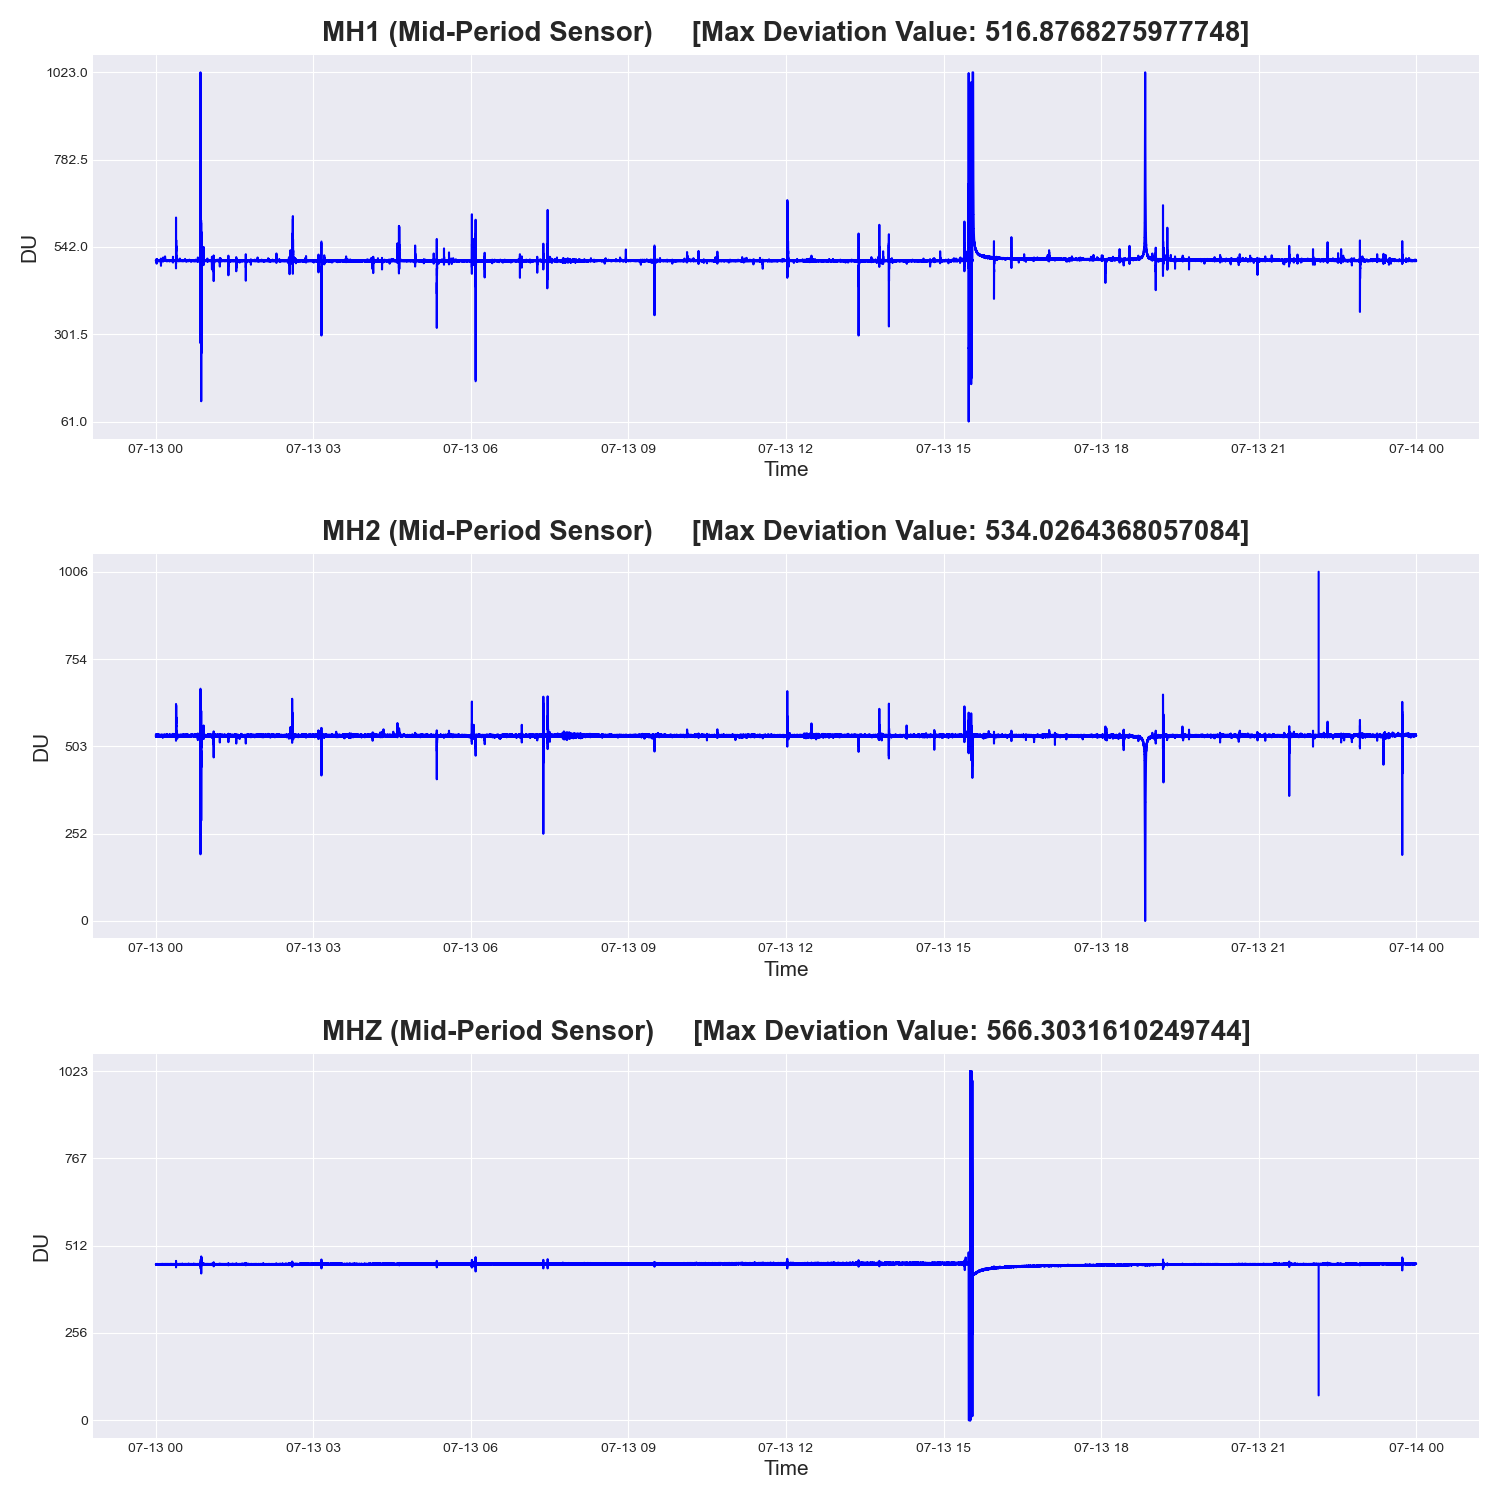 MH1 (Mid-Period Sensor) [Max Deviation Value: 516.8768275977748]
1023.0
782.5
542.0
301.5
61.0
DU
07-13 00 07-13 03 07-13 06 07-13 09 07-13 12 07-13 15 07-13 18 07-13 21 07-14 00
Time
MH2 (Mid-Period Sensor) [Max Deviation Value: 534.0264368057084]
1006
754
503
252
0
DU
07-13 00 07-13 03 07-13 06 07-13 09 07-13 12 07-13 15 07-13 18 07-13 21 07-14 00
Time
MHZ (Mid-Period Sensor) [Max Deviation Value: 566.3031610249744]
1023
767
512
256
0
DU
07-13 00 07-13 03 07-13 06 07-13 09 07-13 12 07-13 15 07-13 18 07-13 21 07-14 00
Time